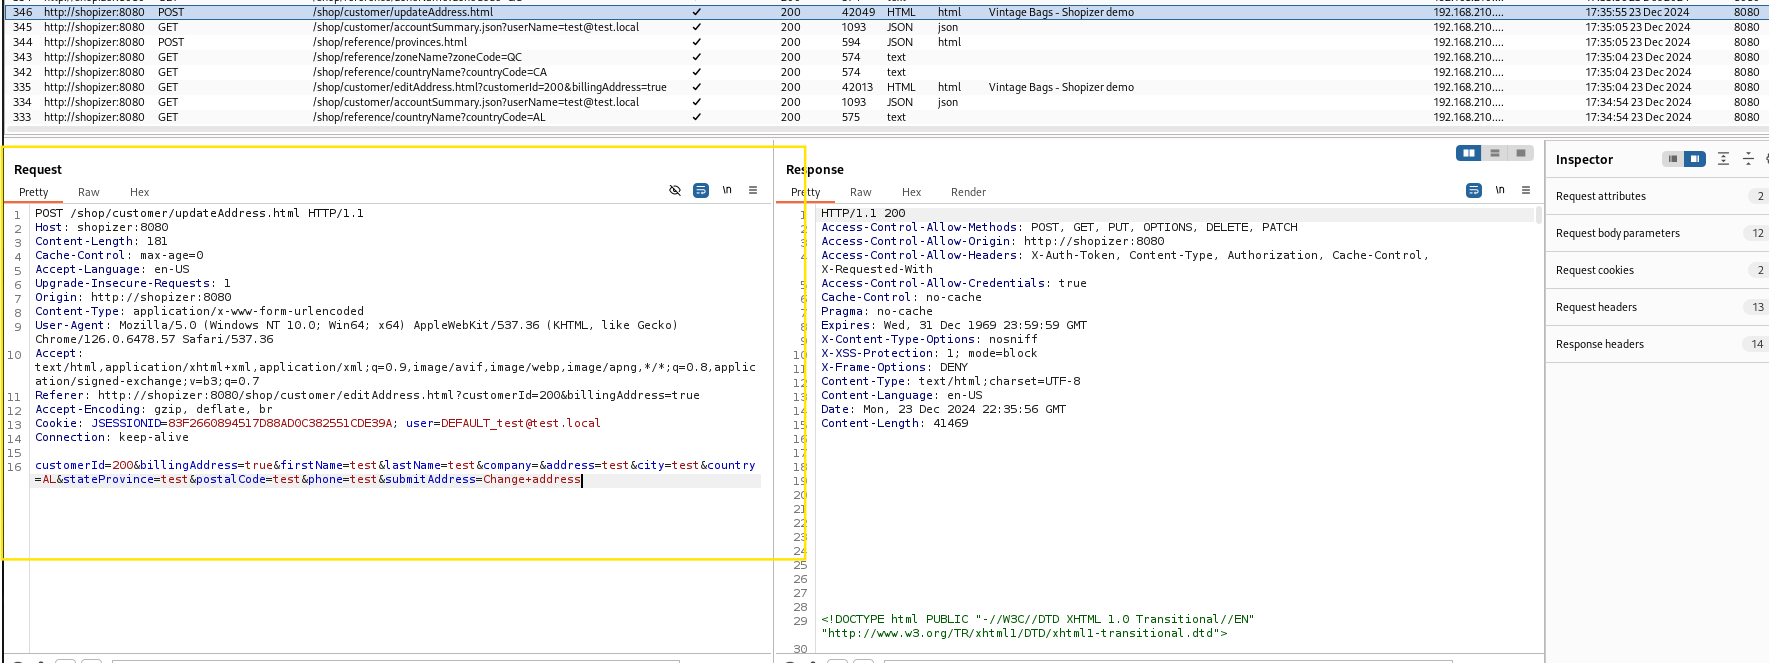 346 http://shopizer:8080 POST /shop/customer/updateAddress.html ✓ 200 42049 HTML html Vintage Bags - Shopizer demo 192.168.210.... 17:35:55 23 Dec 2024 8080
345 http://shopizer:8080 GET /shop/customer/accountSummary.json?userName=test@test.local ✓ 200 1093 JSON json 192.168.210.... 17:35:05 23 Dec 2024 8080
344 http://shopizer:8080 POST /shop/reference/provinces.html ✓ 200 594 JSON html 192.168.210.... 17:35:05 23 Dec 2024 8080
343 http://shopizer:8080 GET /shop/reference/zoneName?zoneCode=QC ✓ 200 574 text 192.168.210.... 17:35:04 23 Dec 2024 8080
342 http://shopizer:8080 GET /shop/reference/countryName?countryCode=CA ✓ 200 574 text 192.168.210.... 17:35:04 23 Dec 2024 8080
335 http://shopizer:8080 GET /shop/customer/editAddress.html?customerId=200&billingAddress=true ✓ 200 42013 HTML html Vintage Bags - Shopizer demo 192.168.210.... 17:35:04 23 Dec 2024 8080
334 http://shopizer:8080 GET /shop/customer/accountSummary.json?userName=test@test.local ✓ 200 1093 JSON json 192.168.210.... 17:34:54 23 Dec 2024 8080
333 http://shopizer:8080 GET /shop/reference/countryName?countryCode=AL ✓ 200 575 text 192.168.210.... 17:34:54 23 Dec 2024 8080
Request
Pretty Raw Hex \n
1 POST /shop/customer/updateAddress.html HTTP/1.1
2 Host: shopizer:8080
3 Content-Length: 181
4 Cache-Control: max-age=0
5 Accept-Language: en-US
6 Upgrade-Insecure-Requests: 1
7 Origin: http://shopizer:8080
8 Content-Type: application/x-www-form-urlencoded
9 User-Agent: Mozilla/5.0 (Windows NT 10.0; Win64; x64) AppleWebKit/537.36 (KHTML, like Gecko)
Chrome/126.0.6478.57 Safari/537.36
10 Accept:
text/html,application/xhtml+xml,application/xml;q=0.9,image/avif,image/webp,image/apng,*/*;q=0.8,applic
ation/signed-exchange;v=b3;q=0.7
11 Referer: http://shopizer:8080/shop/customer/editAddress.html?customerId=200&billingAddress=true
12 Accept-Encoding: gzip, deflate, br
13 Cookie: JSESSIONID=83F2660894517D88AD0C382551CDE39A; user=DEFAULT_test@test.local
14 Connection: keep-alive
15
16 customerId=200&billingAddress=true&firstName=test&lastName=test&company=&address=test&city=test&country
=AL&stateProvince=test&postalCode=test&phone=test&submitAddress=Change+address
Response
Pretty Raw Hex Render \n
1 HTTP/1.1 200
2 Access-Control-Allow-Methods: POST, GET, PUT, OPTIONS, DELETE, PATCH
3 Access-Control-Allow-Origin: http://shopizer:8080
4 Access-Control-Allow-Headers: X-Auth-Token, Content-Type, Authorization, Cache-Control,
X-Requested-With
5 Access-Control-Allow-Credentials: true
6 Cache-Control: no-cache
7 Pragma: no-cache
8 Expires: Wed, 31 Dec 1969 23:59:59 GMT
9 X-Content-Type-Options: nosniff
10 X-XSS-Protection: 1; mode=block
11 X-Frame-Options: DENY
12 Content-Type: text/html;charset=UTF-8
13 Content-Language: en-US
14 Date: Mon, 23 Dec 2024 22:35:56 GMT
15 Content-Length: 41469
16
17
18
19
20
21
22
23
24
25
26
27
28
29 <!DOCTYPE html PUBLIC "-//W3C//DTD XHTML 1.0 Transitional//EN"
"http://www.w3.org/TR/xhtml1/DTD/xhtml1-transitional.dtd">
30
Inspector
Request attributes 2
Request body parameters 12
Request cookies 2
Request headers 13
Response headers 14